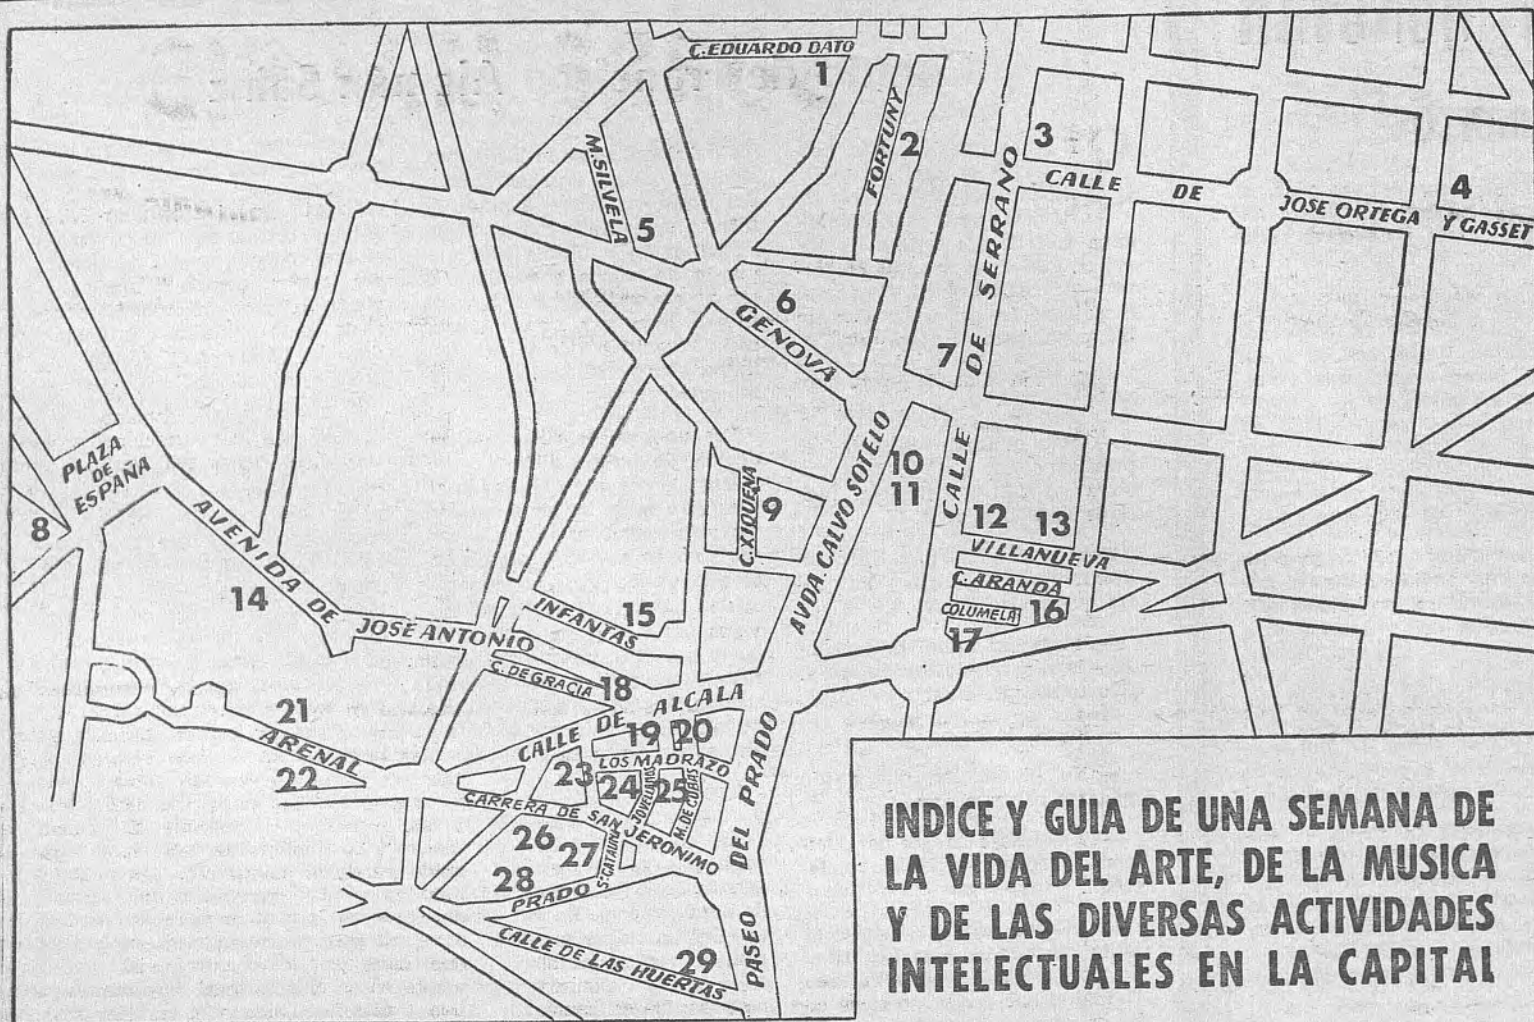 C. EDUARDO DATO
1
M. SILVELA
FORTUNY
2
3
CALLE DE JOSE ORTEGA Y GASSET
4
5
6
GENOVA
7
CALLE DE SERRANO
PLAZA
DE
ESPAÑA
8
AVENIDA DE JOSE ANTONIO
C. XIQUENA
9
AVDA. CALVO SOTELO
10
11
12
13
VILLANUEVA
C. ARANDA
COLUMELA
16
17
14
INFANTAS
15
C. DE GRACIA
18
CALLE DE ALCALA
19
20
21
ARENAL
22
LOS MADRAZO
23
24
JOVELLANOS
25
M. DE CUBAS
CARRERA DE SAN JERONIMO
26
27
Sᵗᵃ CATALINA
28
PRADO
CALLE DE LAS HUERTAS
29
PASEO DEL PRADO
INDICE Y GUIA DE UNA SEMANA DE
LA VIDA DEL ARTE, DE LA MUSICA
Y DE LAS DIVERSAS ACTIVIDADES
INTELECTUALES EN LA CAPITAL